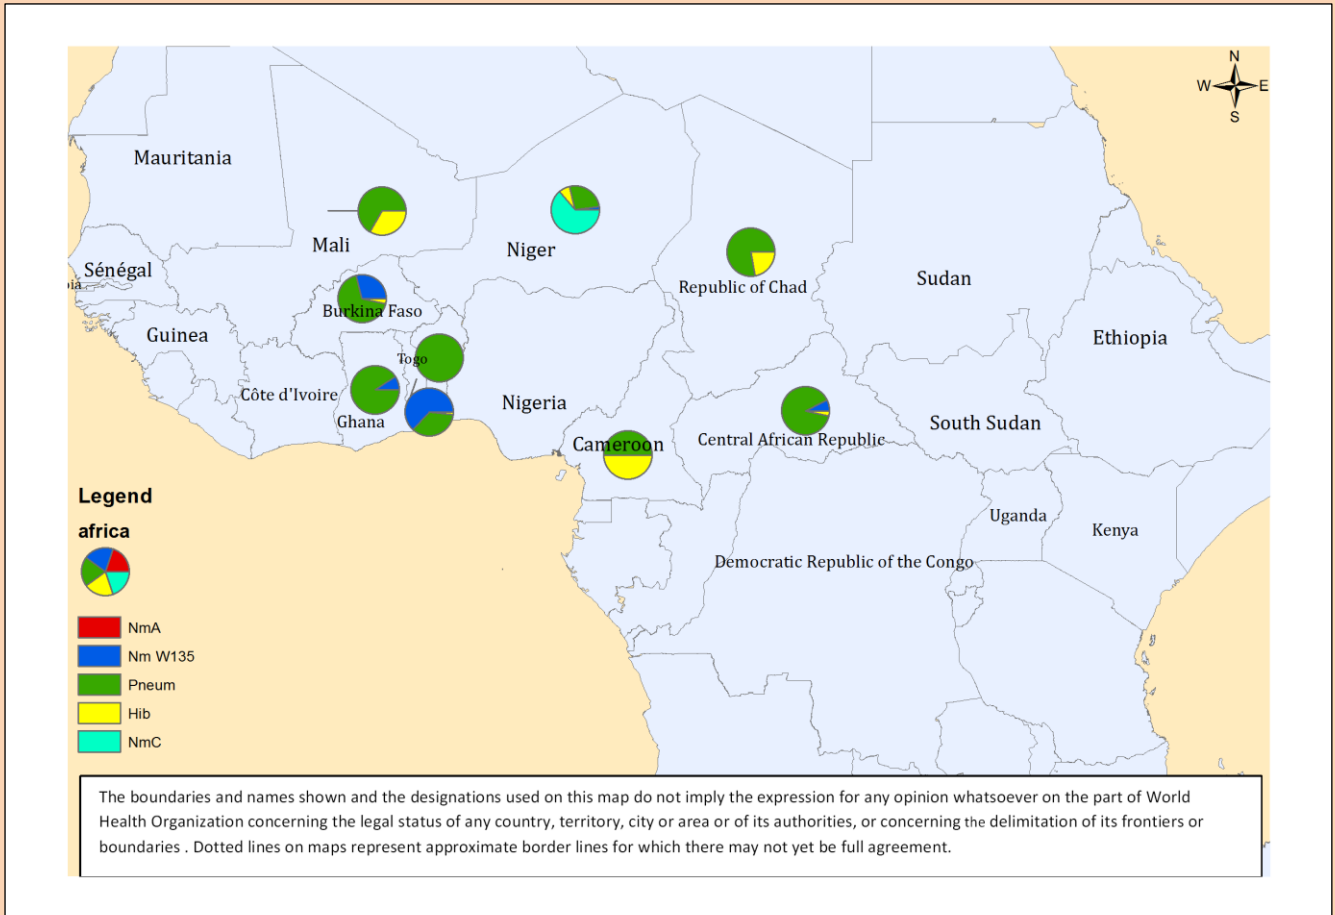 N
W E
S
Mauritania
Mali
Niger
Sénégal
Republic of Chad
Sudan
Burkina Faso
Guinea
Ethiopia
Togo
Côte d'Ivoire
Ghana
Nigeria
South Sudan
Cameroon
Central African Republic
Legend
africa
Uganda
Kenya
Democratic Republic of the Congo
NmA
Nm W135
Pneum
Hib
NmC
The boundaries and names shown and the designations used on this map do not imply the expression for any opinion whatsoever on the part of World
Health Organization concerning the legal status of any country, territory, city or area or of its authorities, or concerning the delimitation of its frontiers or
boundaries . Dotted lines on maps represent approximate border lines for which there may not yet be full agreement.